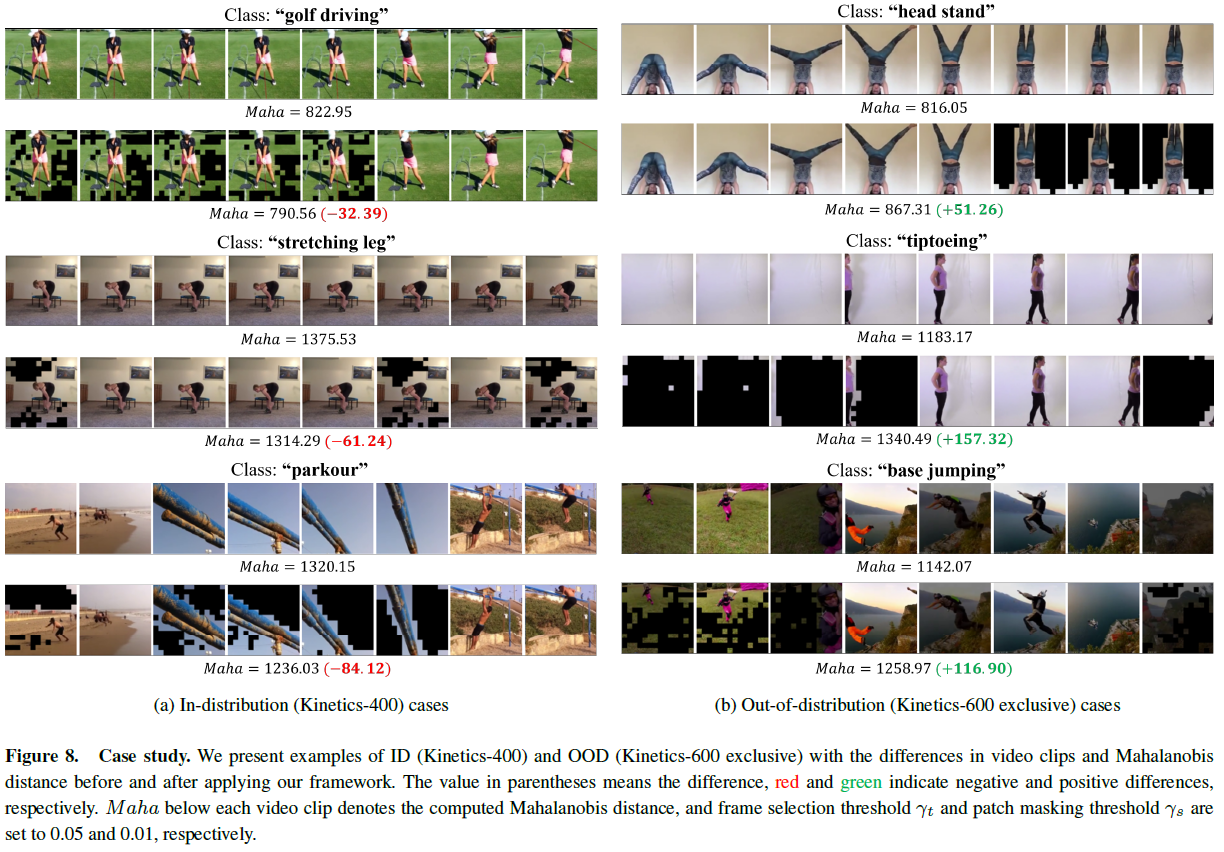 Class: “golf driving”
Maha = 822.95
Maha = 790.56 (−32.39)
Class: “stretching leg”
Maha = 1375.53
Maha = 1314.29 (−61.24)
Class: “parkour”
Maha = 1320.15
Maha = 1236.03 (−84.12)
(a) In-distribution (Kinetics-400) cases
Class: “head stand”
Maha = 816.05
Maha = 867.31 (+51.26)
Class: “tiptoeing”
Maha = 1183.17
Maha = 1340.49 (+157.32)
Class: “base jumping”
Maha = 1142.07
Maha = 1258.97 (+116.90)
(b) Out-of-distribution (Kinetics-600 exclusive) cases
Figure 8. Case study. We present examples of ID (Kinetics-400) and OOD (Kinetics-600 exclusive) with the differences in video clips and Mahalanobis
distance before and after applying our framework. The value in parentheses means the difference, red and green indicate negative and positive differences,
respectively. Maha below each video clip denotes the computed Mahalanobis distance, and frame selection threshold γt and patch masking threshold γs are
set to 0.05 and 0.01, respectively.